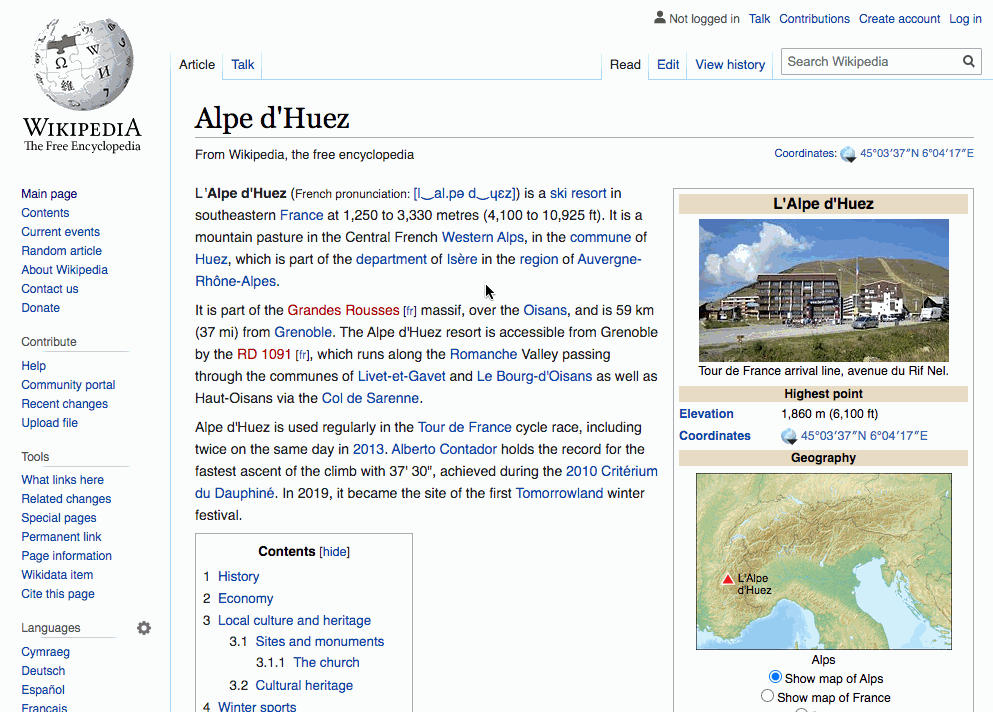 Not logged in Talk Contributions Create account Log in
Article Talk Read Edit View history Search Wikipedia
WIKIPEDIA
The Free Encyclopedia
Main page
Contents
Current events
Random article
About Wikipedia
Contact us
Donate
Contribute
Help
Community portal
Recent changes
Upload file
Tools
What links here
Related changes
Special pages
Permanent link
Page information
Wikidata item
Cite this page
Languages
Cymraeg
Deutsch
Español
Français
Alpe d'Huez
From Wikipedia, the free encyclopedia
Coordinates: 45°03′37″N 6°04′17″E
L'Alpe d'Huez (French pronunciation: [l‿al.pə d‿ɥɛz]) is a ski resort in
southeastern France at 1,250 to 3,330 metres (4,100 to 10,925 ft). It is a
mountain pasture in the Central French Western Alps, in the commune of
Huez, which is part of the department of Isère in the region of Auvergne-
Rhône-Alpes.
It is part of the Grandes Rousses [fr] massif, over the Oisans, and is 59 km
(37 mi) from Grenoble. The Alpe d'Huez resort is accessible from Grenoble
by the RD 1091 [fr], which runs along the Romanche Valley passing
through the communes of Livet-et-Gavet and Le Bourg-d'Oisans as well as
Haut-Oisans via the Col de Sarenne.
Alpe d'Huez is used regularly in the Tour de France cycle race, including
twice on the same day in 2013. Alberto Contador holds the record for the
fastest ascent of the climb with 37' 30", achieved during the 2010 Critérium
du Dauphiné. In 2019, it became the site of the first Tomorrowland winter
festival.
Contents [hide]
1 History
2 Economy
3 Local culture and heritage
3.1 Sites and monuments
3.1.1 The church
3.2 Cultural heritage
4 Winter sports
L'Alpe d'Huez
Tour de France arrival line, avenue du Rif Nel.
Highest point
Elevation 1,860 m (6,100 ft)
Coordinates 45°03′37″N 6°04′17″E
Geography
L'Alpe
d'Huez
Alps
Show map of Alps
Show map of France